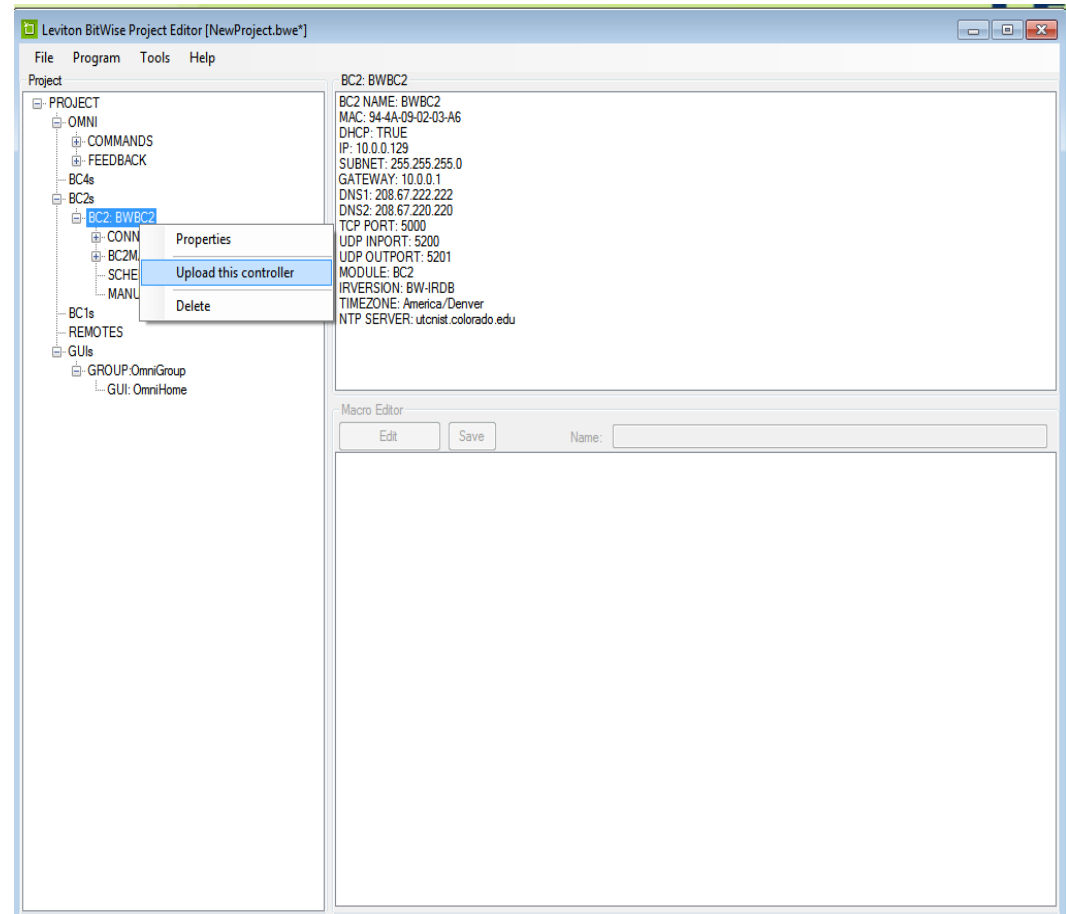 Leviton BitWise Project Editor [NewProject.bwe*]
File Program Tools Help
Project
PROJECT
OMNI
COMMANDS
FEEDBACK
BC4s
BC2s
BC2: BWBC2
CONN
BC2M
SCHE
MANU
BC1s
REMOTES
GUIs
GROUP:OmniGroup
GUI: OmniHome
Properties
Upload this controller
Delete
BC2: BWBC2
BC2 NAME: BWBC2
MAC: 94-4A-09-02-03-A6
DHCP: TRUE
IP: 10.0.0.129
SUBNET: 255.255.255.0
GATEWAY: 10.0.0.1
DNS1: 208.67.222.222
DNS2: 208.67.220.220
TCP PORT: 5000
UDP INPORT: 5200
UDP OUTPORT: 5201
MODULE: BC2
IRVERSION: BW-IRDB
TIMEZONE: America/Denver
NTP SERVER: utcnist.colorado.edu
Macro Editor
Edit Save Name: